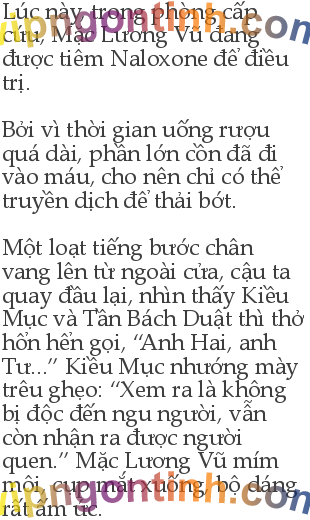 Lúc này, trong phòng cấp
cứu, Mặc Lương Vũ đang
được tiêm Naloxone để điều
trị.
Bởi vì thời gian uống rượu
quá dài, phần lớn cồn đã đi
vào máu, cho nên chỉ có thể
truyền dịch để thải bớt.
Một loạt tiếng bước chân
vang lên từ ngoài cửa, cậu ta
quay đầu lại, nhìn thấy Kiều
Mục và Tần Bách Duật thì thở
hổn hển gọi, “Anh Hai, anh
Tư...” Kiều Mục nhướng mày
trêu ghẹo: “Xem ra là không
bị độc đến ngu người, vẫn
còn nhận ra được người
quen.” Mặc Lương Vũ mím
môi, cụp mắt xuống, bộ dáng
rất ấm ức.
vipngontinh.com
vipngontinh.com